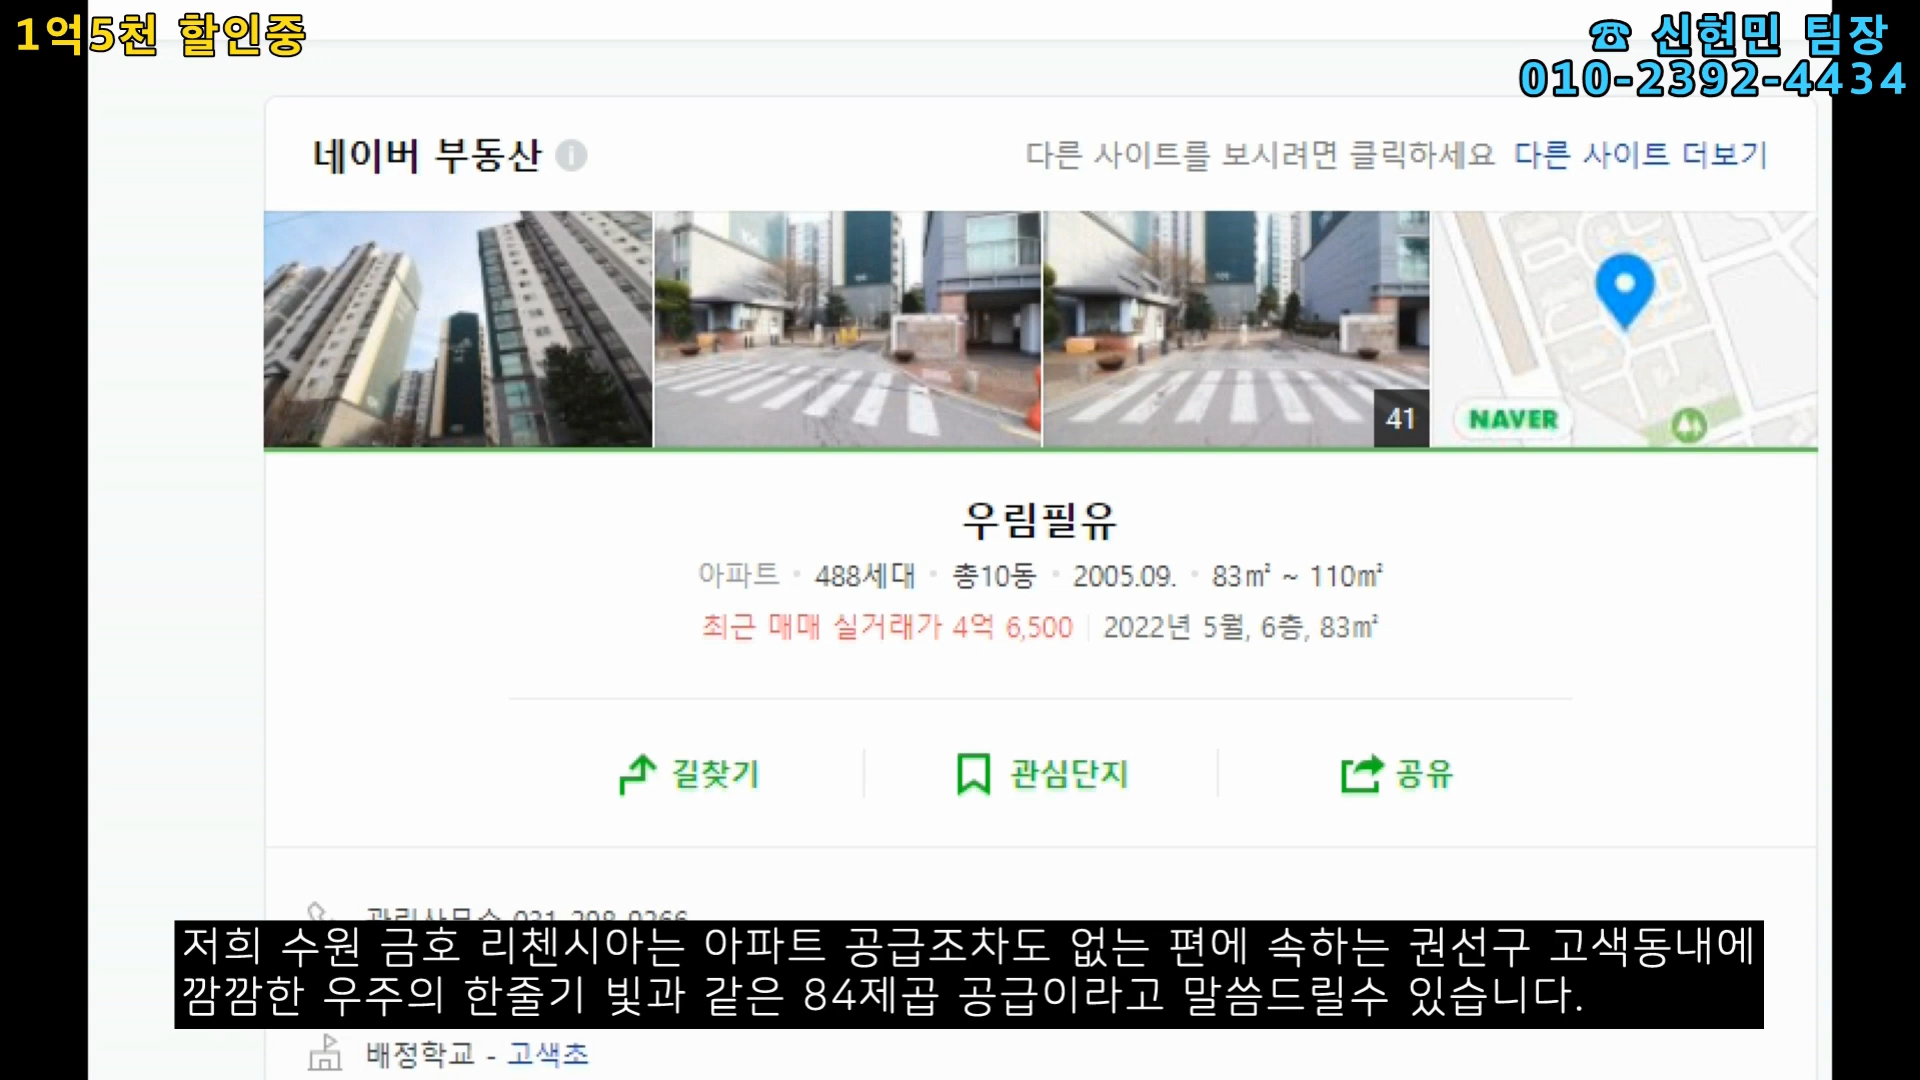 1억5천 할인중
☎ 신현민 팀장
010-2392-4434
네이버 부동산
다른 사이트를 보시려면 클릭하세요 다른 사이트 더보기
41
NAVER
우림필유
아파트 · 488세대 · 총10동 · 2005.09. · 83㎡ ~ 110㎡
최근 매매 실거래가 4억 6,500 2022년 5월, 6층, 83㎡
길찾기
관심단지
공유
관리사무소 031-298-9266
저희 수원 금호 리첸시아는 아파트 공급조차도 없는 편에 속하는 권선구 고색동내에
깜깜한 우주의 한줄기 빛과 같은 84제곱 공급이라고 말씀드릴수 있습니다.
배정학교 - 고색초